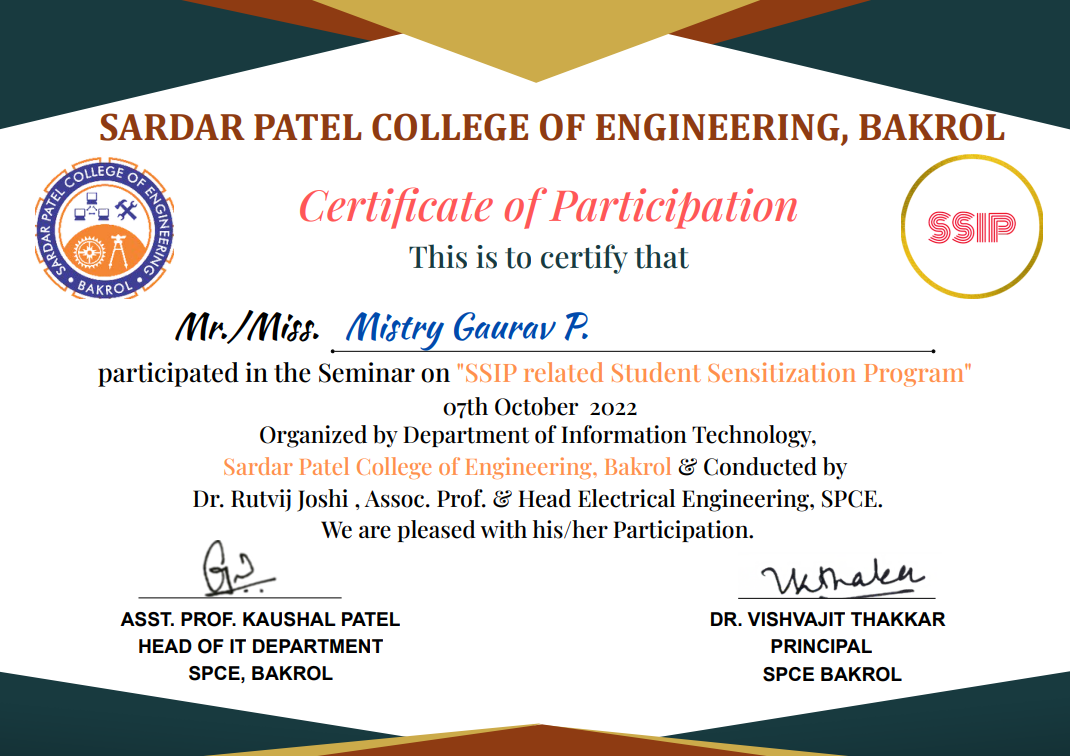 SARDAR PATEL COLLEGE OF ENGINEERING, BAKROL
SARDAR PATEL COLLEGE OF ENGINEERING
• BAKROL •
Certificate of Participation
SSIP
This is to certify that
Mr./Miss. Mistry Gaurav P.
participated in the Seminar on "SSIP related Student Sensitization Program"
07th October 2022
Organized by Department of Information Technology,
Sardar Patel College of Engineering, Bakrol & Conducted by
Dr. Rutvij Joshi , Assoc. Prof. & Head Electrical Engineering, SPCE.
We are pleased with his/her Participation.
ASST. PROF. KAUSHAL PATEL
HEAD OF IT DEPARTMENT
SPCE, BAKROL
DR. VISHVAJIT THAKKAR
PRINCIPAL
SPCE BAKROL